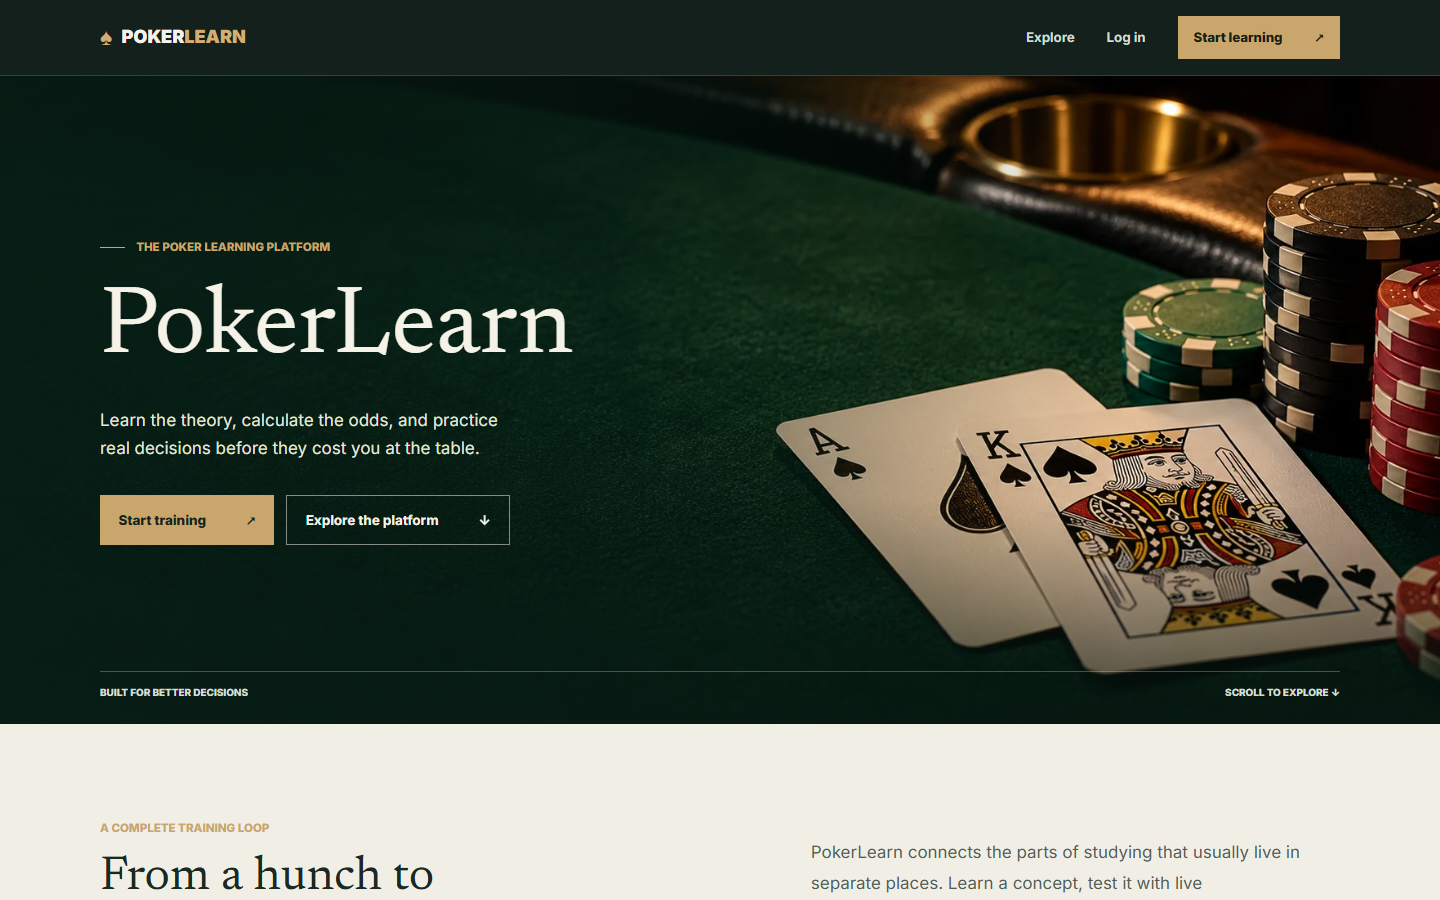 POKERLEARN
Explore
Log in
Start learning ↗
THE POKER LEARNING PLATFORM
PokerLearn
Learn the theory, calculate the odds, and practice
real decisions before they cost you at the table.
Start training ↗
Explore the platform ↓
A
K
K
BUILT FOR BETTER DECISIONS
SCROLL TO EXPLORE ↓
A COMPLETE TRAINING LOOP
From a hunch to
PokerLearn connects the parts of studying that usually live in
separate places. Learn a concept, test it with live